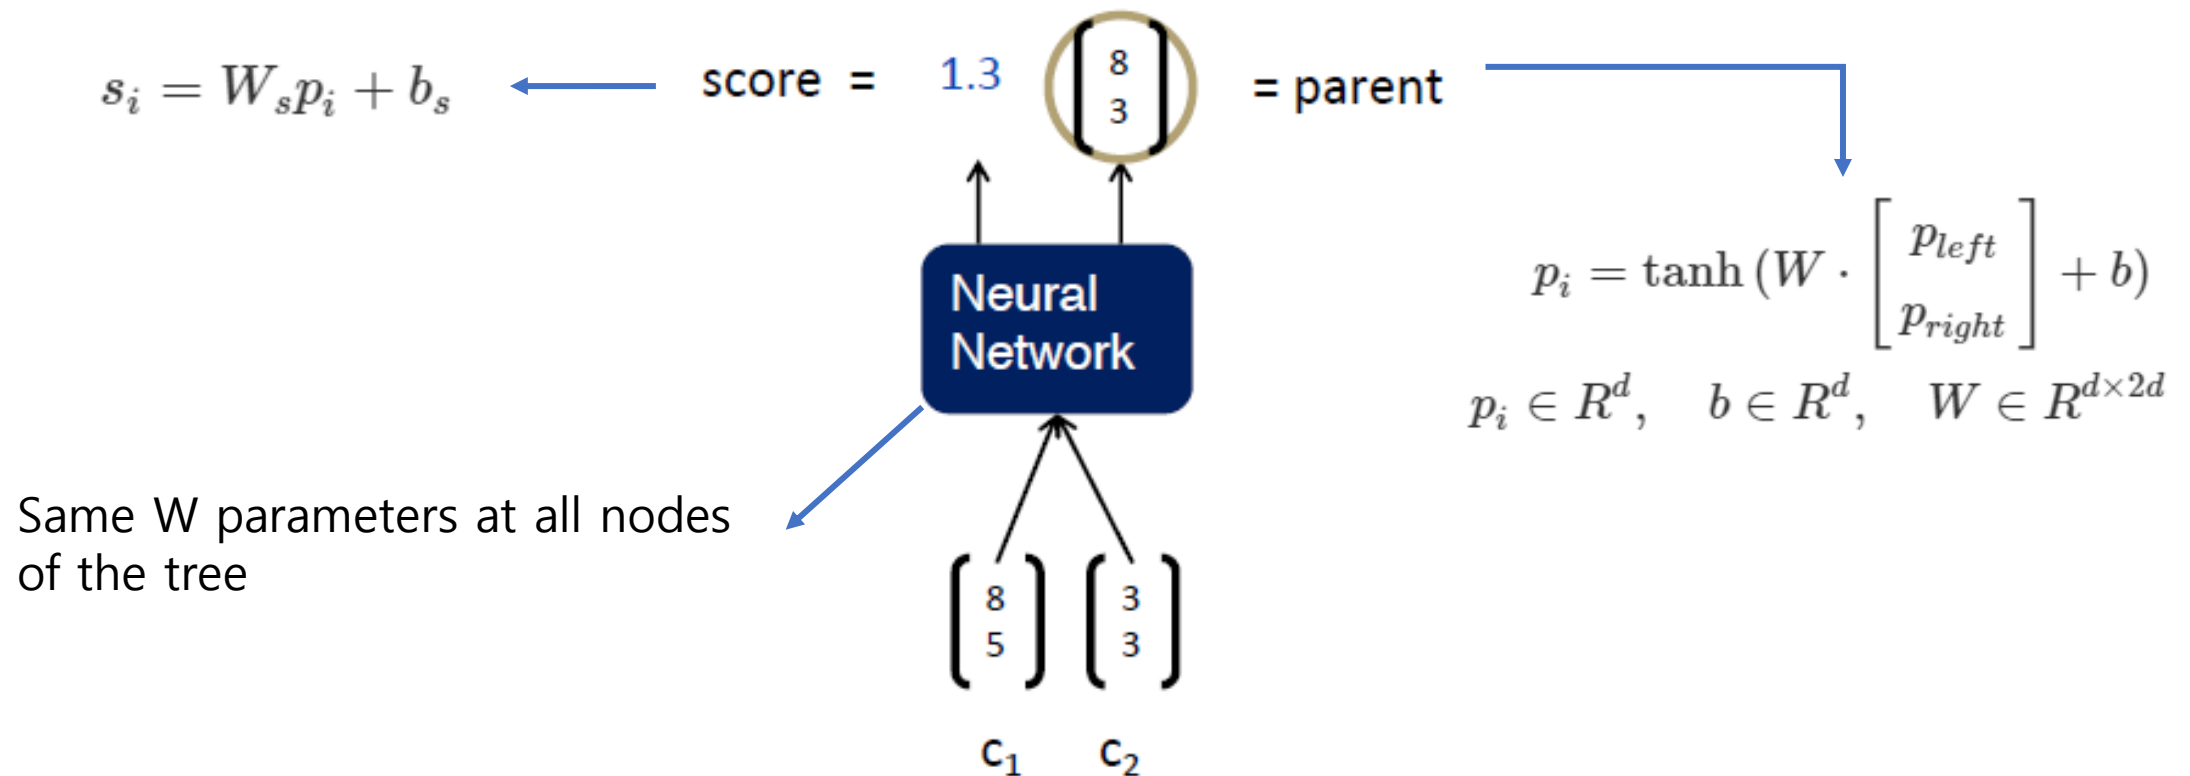 s_i = W_s p_i + b_s
score = 1.3
8
3
= parent
p_i = tanh (W · [p_left p_right] + b)
p_i ∈ R^d, b ∈ R^d, W ∈ R^{d×2d}
Neural
Network
Same W parameters at all nodes
of the tree
8 3
5 3
c_1 c_2